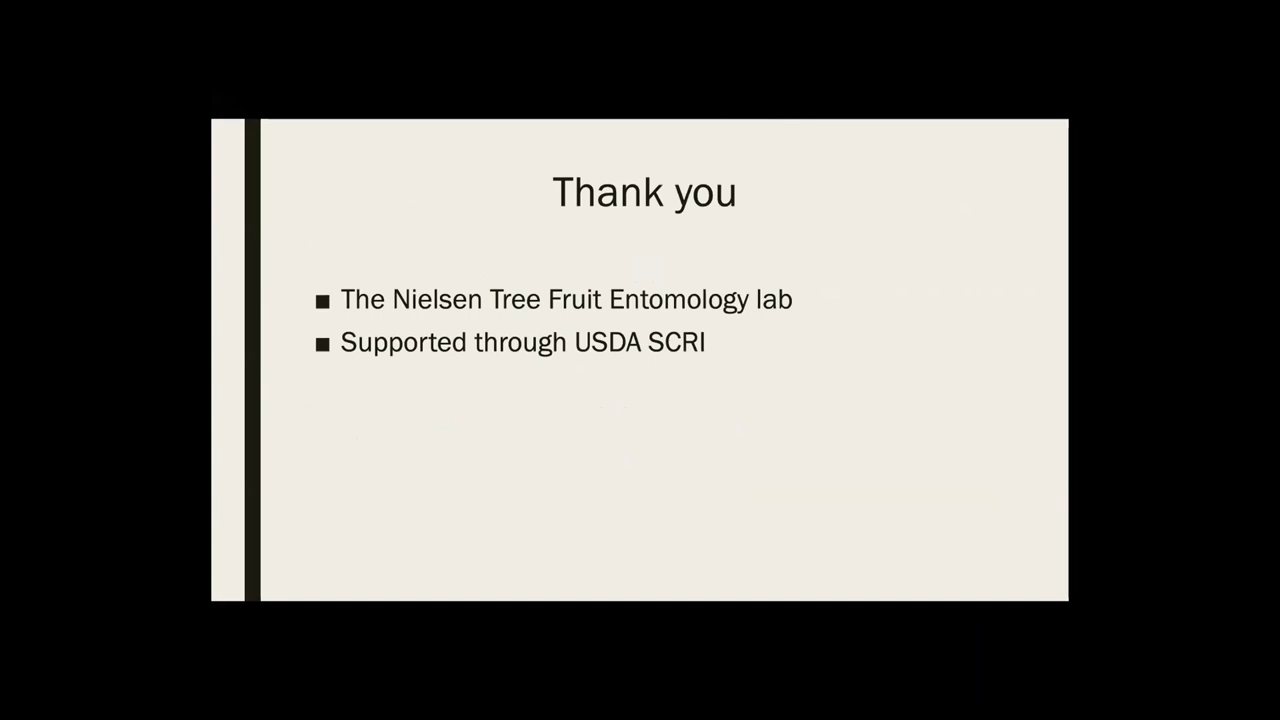 Thank you
■ The Nielsen Tree Fruit Entomology lab
■ Supported through USDA SCRI